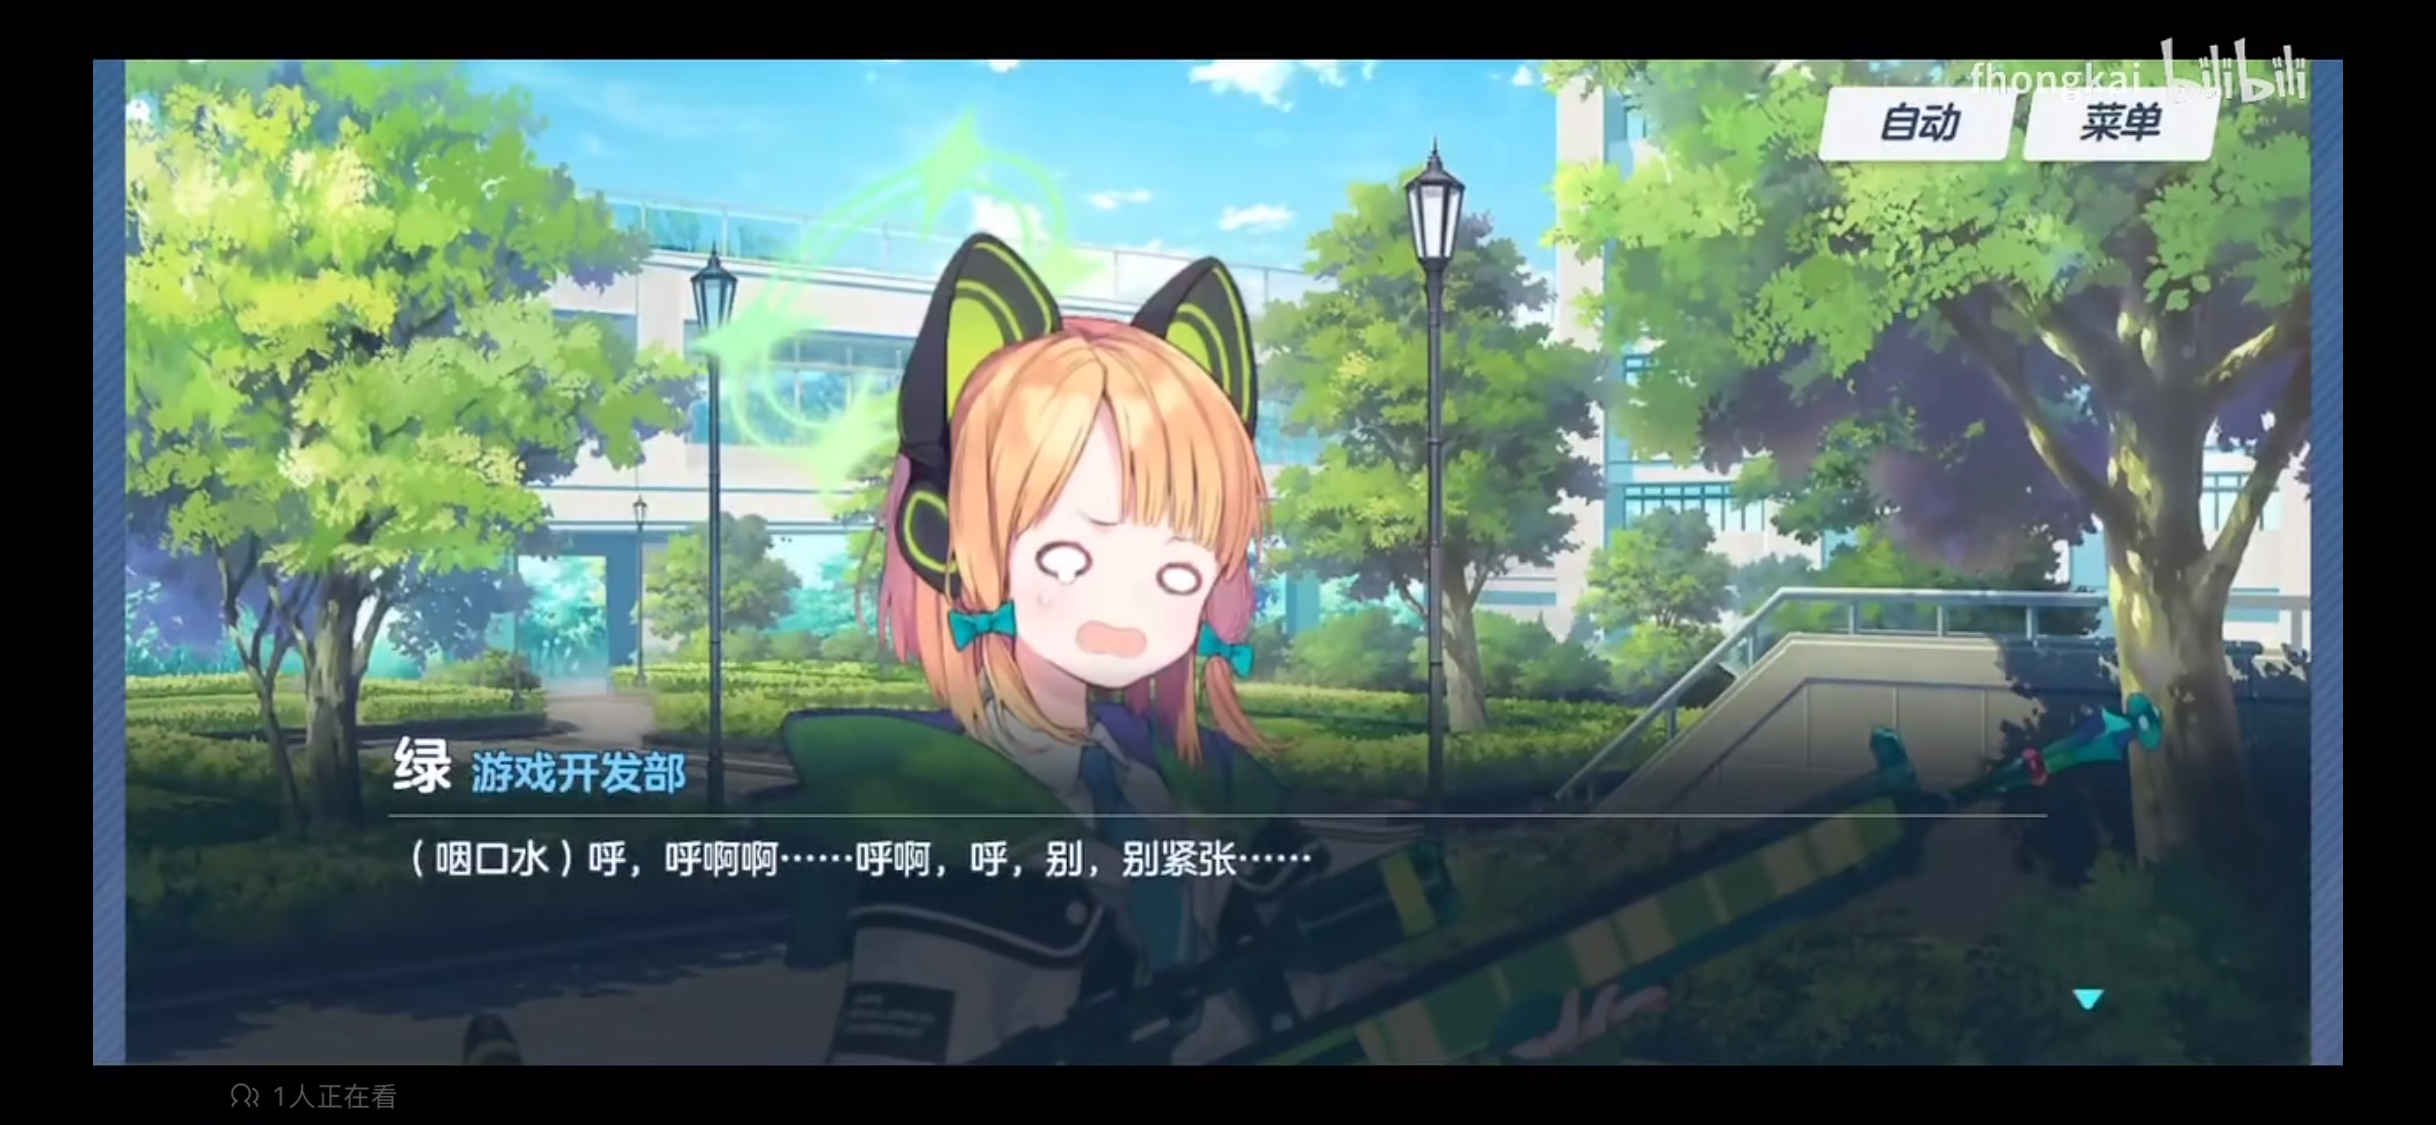 fhongkai bilibili
自动 菜单
绿 游戏开发部
（咽口水）呼，呼啊啊……呼啊，呼，别，别紧张……
1人正在看